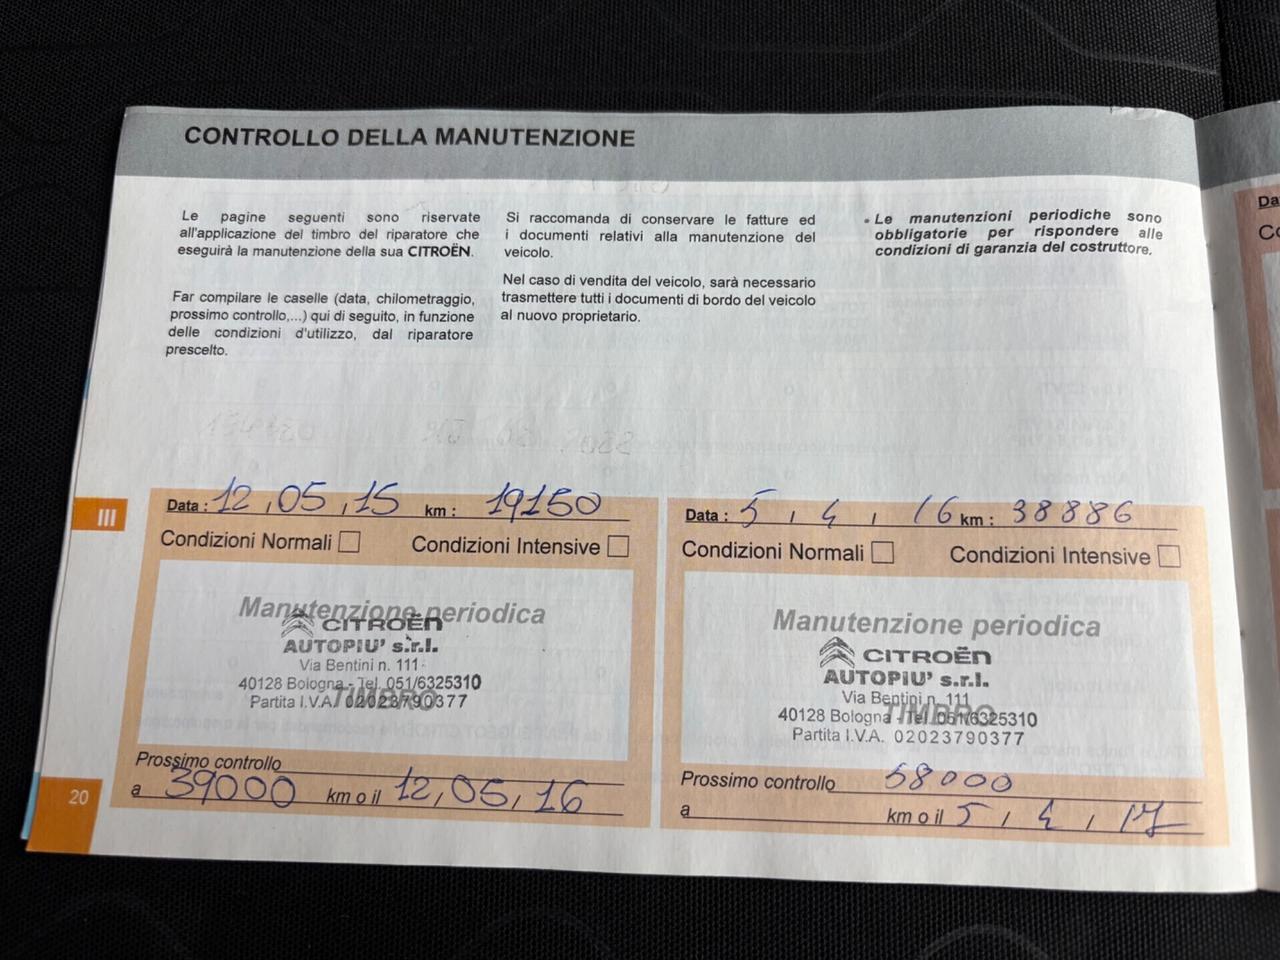 CONTROLLO DELLA MANUTENZIONE
Le pagine seguenti sono riservate
all'applicazione del timbro del riparatore che
eseguirà la manutenzione della sua CITROËN.
Far compilare le caselle (data, chilometraggio,
prossimo controllo,...) qui di seguito, in funzione
delle condizioni d'utilizzo, dal riparatore
prescelto.
Si raccomanda di conservare le fatture ed
i documenti relativi alla manutenzione del
veicolo.
Nel caso di vendita del veicolo, sarà necessario
trasmettere tutti i documenti di bordo del veicolo
al nuovo proprietario.
Le manutenzioni periodiche sono
obbligatorie per rispondere alle
condizioni di garanzia del costruttore.
III
Data : 12,05,15 km : 19150
Condizioni Normali Condizioni Intensive
Manutenzione periodica
CITROËN
AUTOPIU' s.r.l.
Via Bentini n. 111
40128 Bologna - Tel. 051/6325310
TIMBRO
Partita I.V.A. 02023790377
Prossimo controllo
a 39000 km o il 12,05,16
Data : 5, 4, 16 km : 38886
Condizioni Normali Condizioni Intensive
Manutenzione periodica
CITROËN
AUTOPIU' s.r.l.
Via Bentini n. 111
TIMBRO
40128 Bologna - Tel. 051/6325310
Partita I.V.A. 02023790377
Prossimo controllo 58000
a km o il 5, 4, 17
20
Da
Co